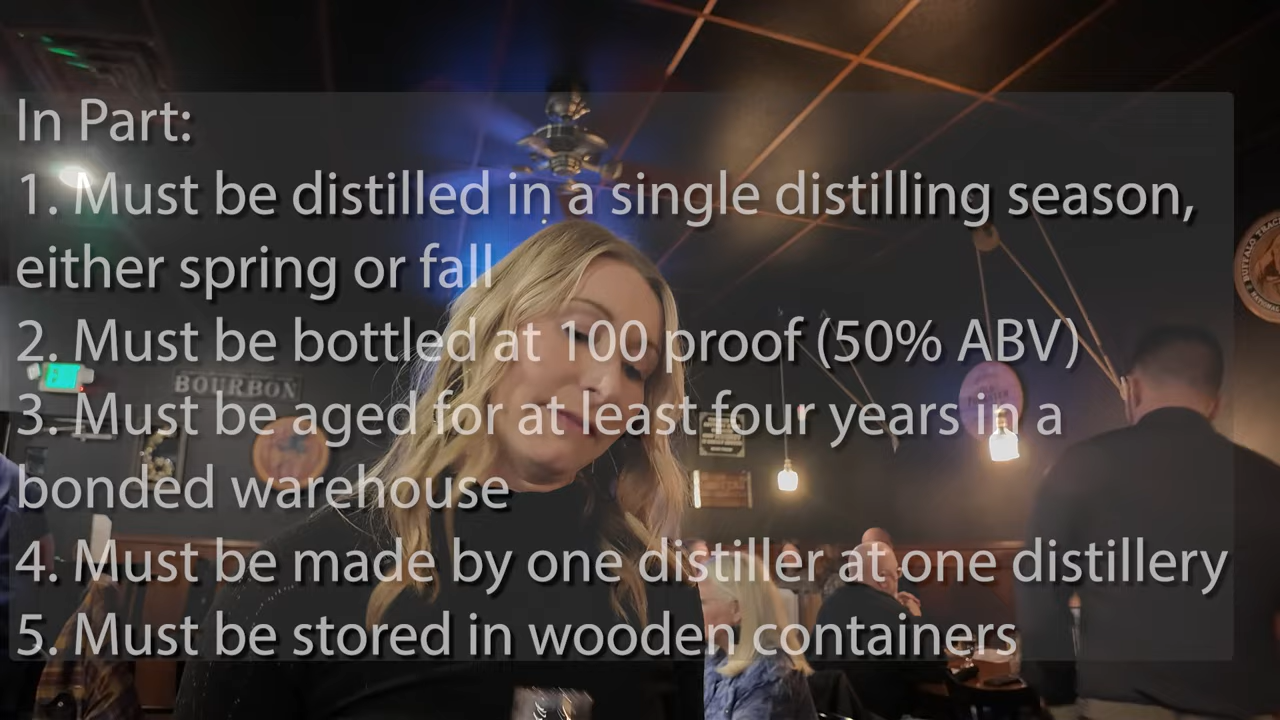 In Part:
1. Must be distilled in a single distilling season,
either spring or fall
2. Must be bottled at 100 proof (50% ABV)
3. Must be aged for at least four years in a
bonded warehouse
4. Must be made by one distiller at one distillery
5. Must be stored in wooden containers
BOURBON
BUFFALO TRAC